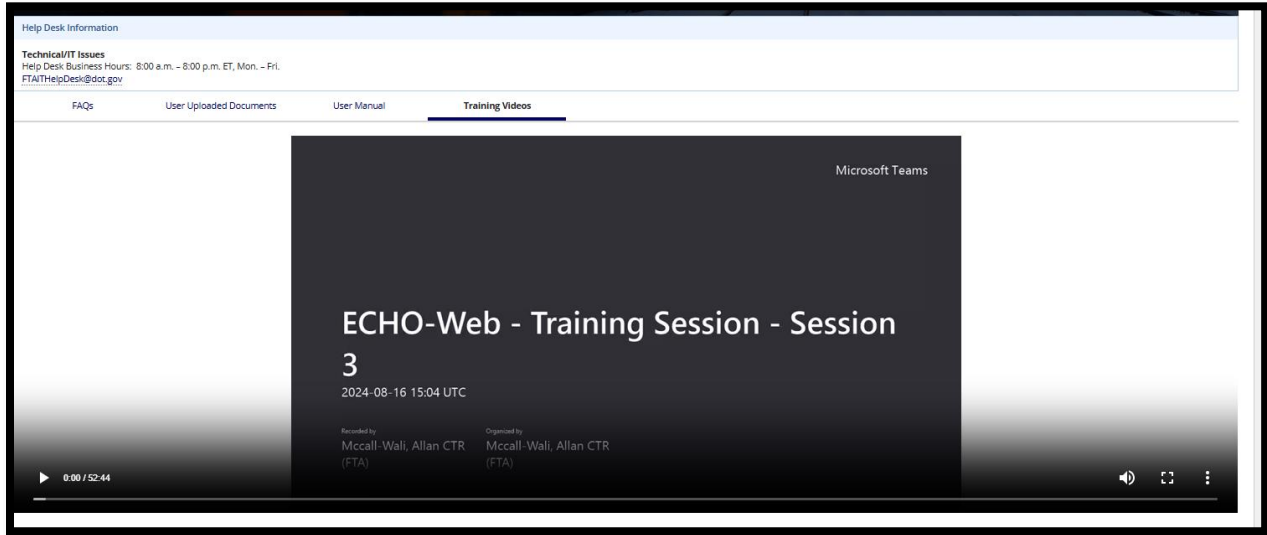 Help Desk Information
Technical/IT Issues
Help Desk Business Hours: 8:00 a.m. – 8:00 p.m. ET, Mon. – Fri.
FTAITHelpDesk@dot.gov
FAQs User Uploaded Documents User Manual Training Videos
Microsoft Teams
ECHO-Web - Training Session - Session
3
2024-08-16 15:04 UTC
Recorded by Organized by
Mccall-Wali, Allan CTR Mccall-Wali, Allan CTR
(FTA) (FTA)
0:00 / 52:44